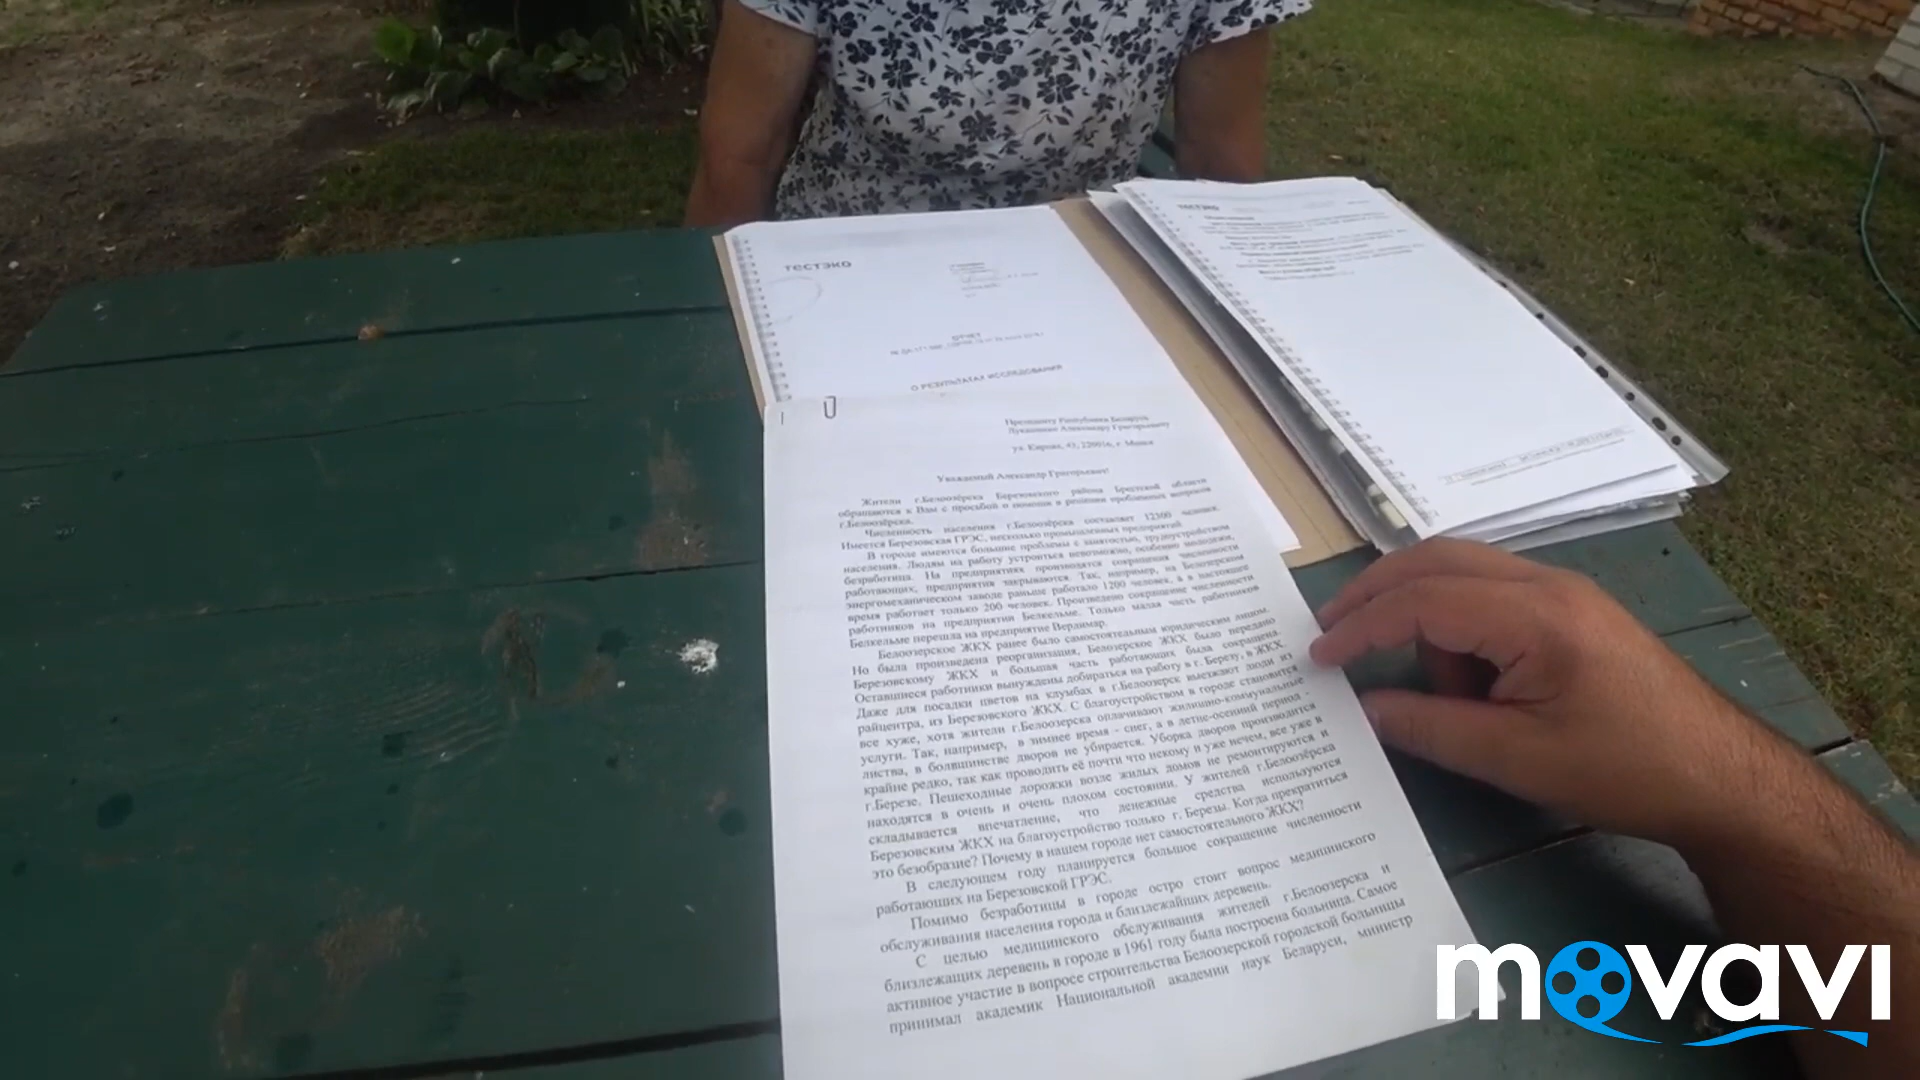 тестэко
тестэко
ОТЧЕТ
О РЕЗУЛЬТАТАХ ИССЛЕДОВАНИЯ
Президенту Республики Беларусь
Лукашенко Александру Григорьевичу
ул. Кирова, 43, 220016, г. Минск
Уважаемый Александр Григорьевич!
Жители г.Белоозёрска Березовского района Брестской области
обращаются к Вам с просьбой о помощи в решении проблемных вопросов
г.Белоозёрска.
Численность населения г.Белоозёрска составляет 12300 человек.
Имеется Березовская ГРЭС, несколько промышленных предприятий.
В городе имеются большие проблемы с занятостью, трудоустройством
населения. Людям на работу устроиться невозможно, особенно молодежи,
безработица. На предприятиях производятся сокращения численности
работающих, предприятия закрываются. Так, например, на Белозерском
энергомеханическом заводе раньше работало 1200 человек, а в настоящее
время работает только 200 человек. Произведено сокращение численности
работников на предприятии Белкельме. Только малая часть работников
Белкельме перешла на предприятие Вердимар.
Белоозерское ЖКХ ранее было самостоятельным юридическим лицом.
Но была произведена реорганизация, Белозерское ЖКХ было передано
Березовскому ЖКХ и большая часть работающих была сокращена.
Оставшиеся работники вынуждены добираться на работу в г. Березу, в ЖКХ.
Даже для посадки цветов на клумбах в г.Белоозерск выезжают люди из
райцентра, из Березовского ЖКХ. С благоустройством в городе становится
все хуже, хотя жители г.Белоозерска оплачивают жилищно-коммунальные
услуги. Так, например, в зимнее время - снег, а в летне-осенний период -
листва, в большинстве дворов не убирается. Уборка дворов производится
крайне редко, так как проводить её почти что некому и уже нечем, все уже в
г.Березе. Пешеходные дорожки возле жилых домов не ремонтируются и
находятся в очень и очень плохом состоянии. У жителей г.Белоозёрска
складывается впечатление, что денежные средства используются
Березовским ЖКХ на благоустройство только г. Березы. Когда прекратиться
это безобразие? Почему в нашем городе нет самостоятельного ЖКХ?
В следующем году планируется большое сокращение численности
работающих на Березовской ГРЭС.
Помимо безработицы в городе остро стоит вопрос медицинского
обслуживания населения города и близлежайших деревень.
С целью медицинского обслуживания жителей г.Белоозерска и
близлежащих деревень в городе в 1961 году была построена больница. Самое
активное участие в вопросе строительства Белоозерской городской больницы
принимал академик Национальной академии наук Беларуси, министр
movavi